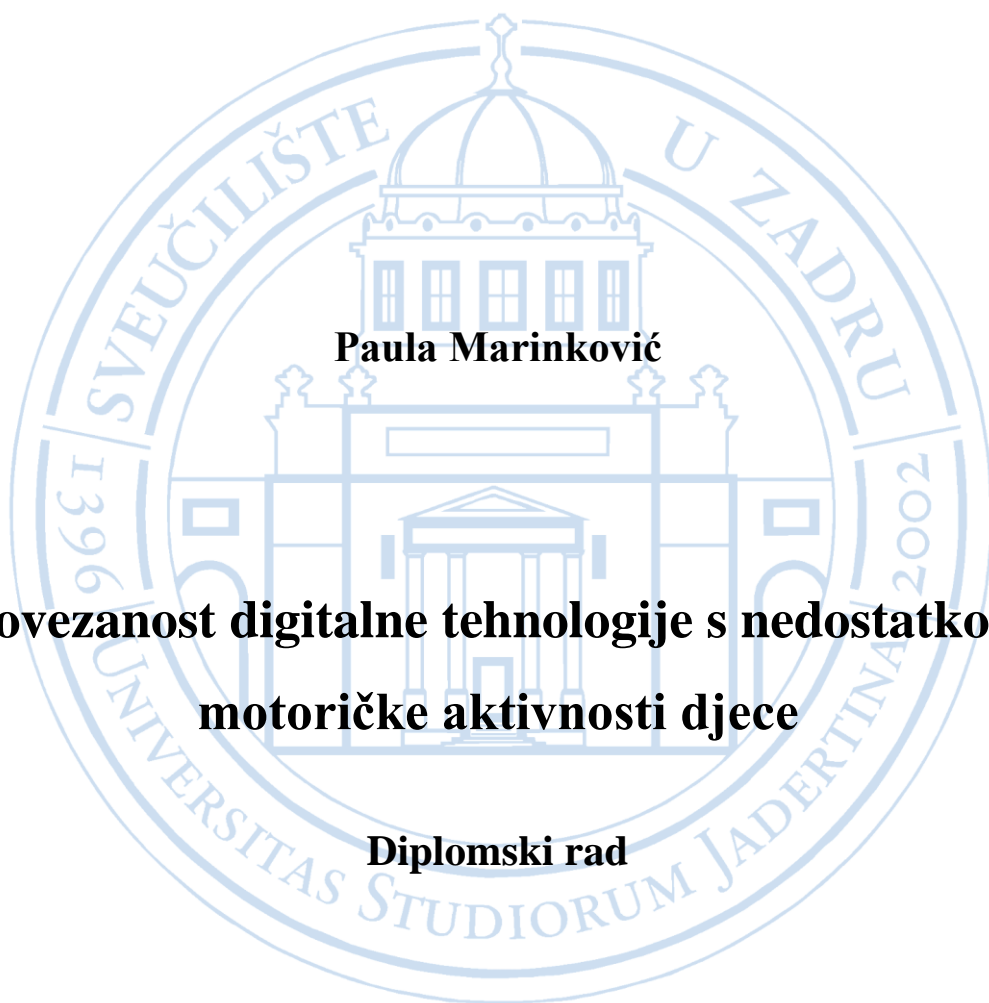 SVEUČILIŠTE U ZADRU
Paula Marinković
1396
2002
ovezanost digitalne tehnologije s nedostatko
motoričke aktivnosti djece
Diplomski rad
UNIVERSITAS STUDIORUM JADERTINA